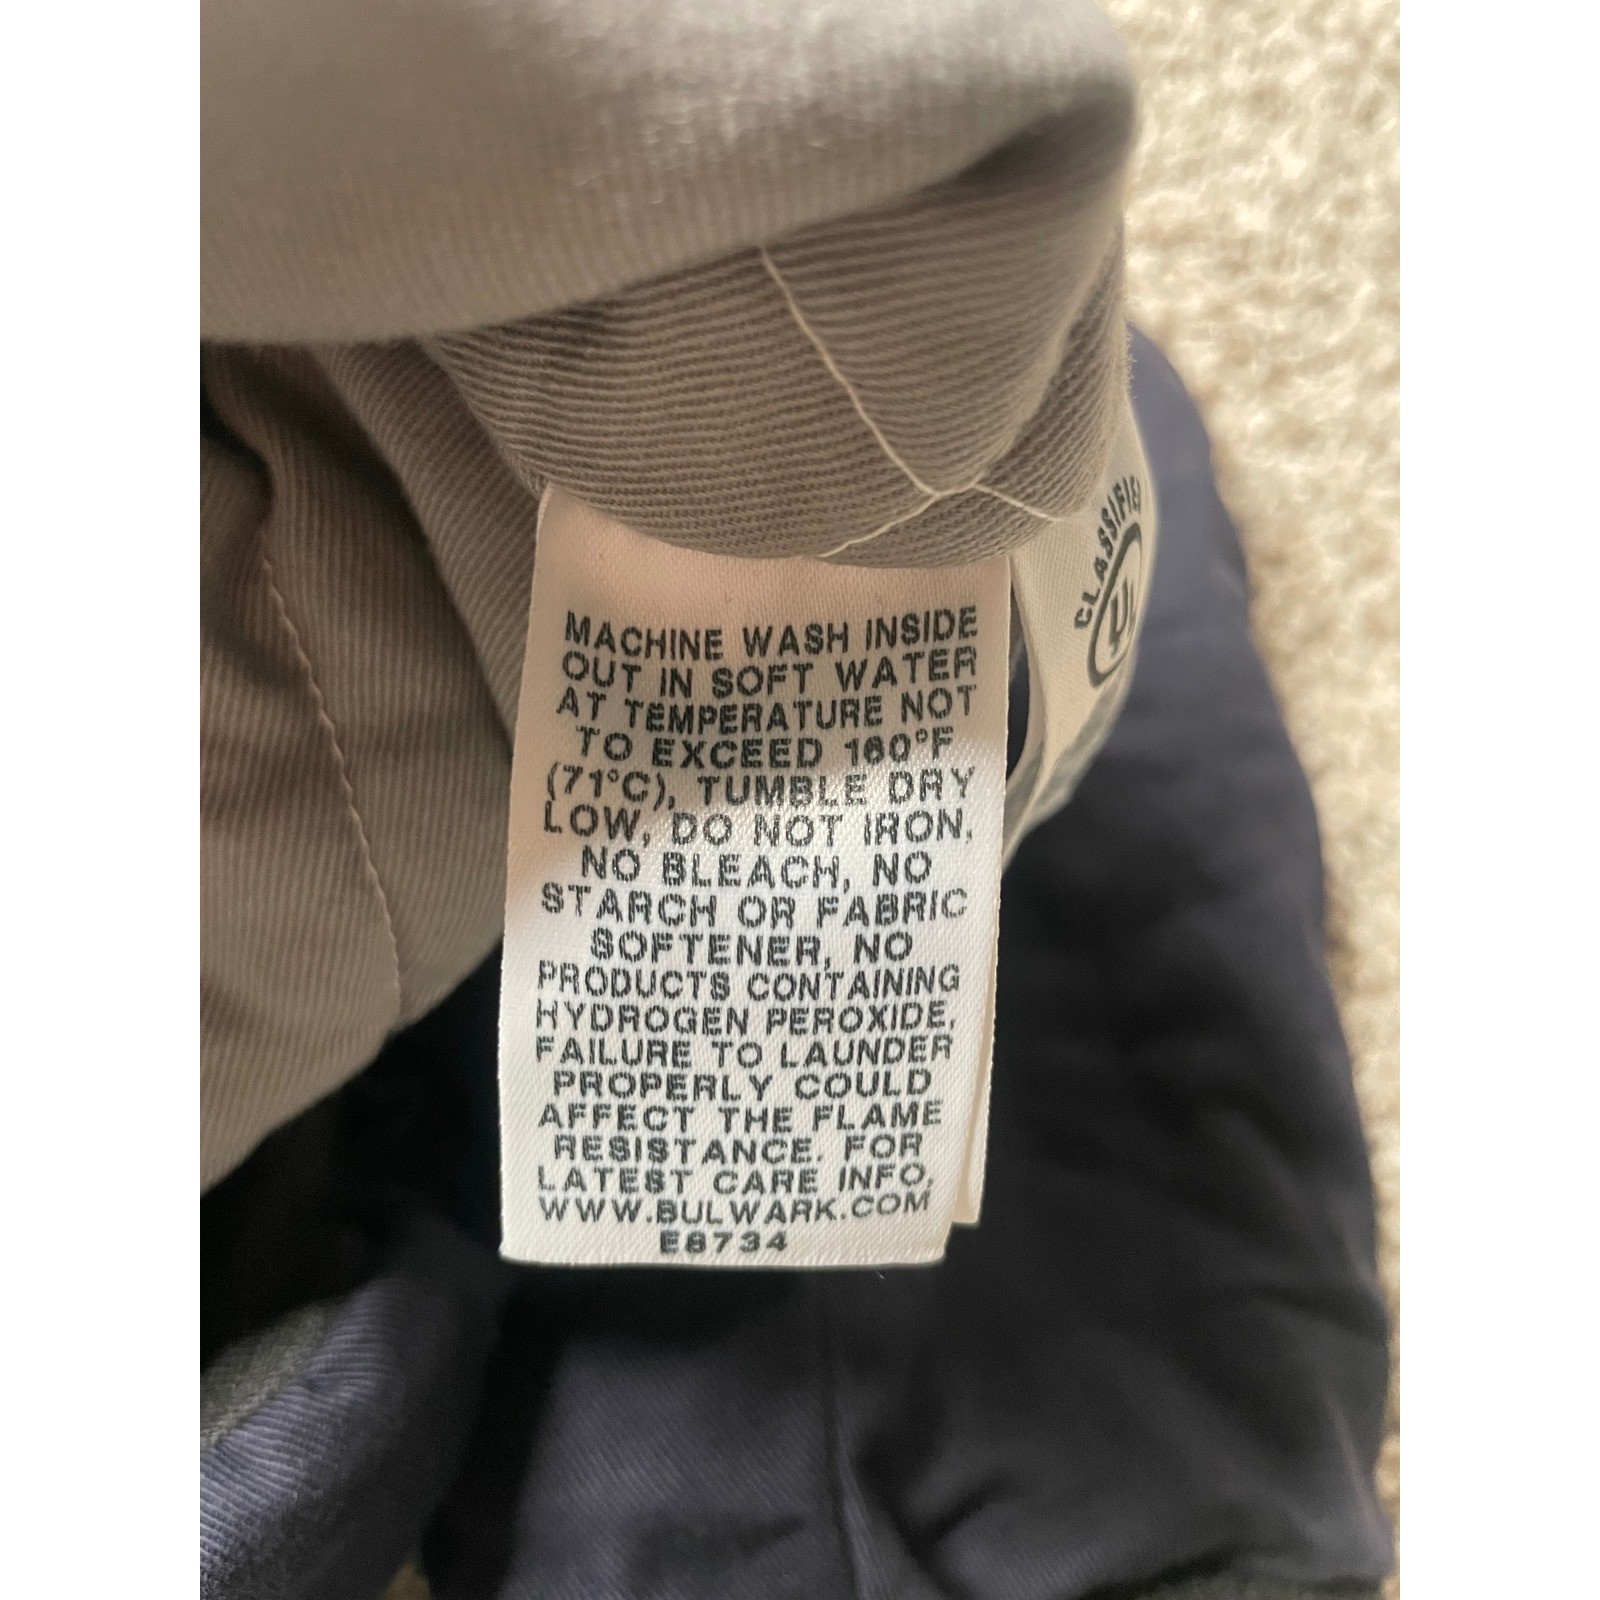 MACHINE WASH INSIDE
OUT IN SOFT WATER
AT TEMPERATURE NOT
TO EXCEED 160°F
(71°C), TUMBLE DRY
LOW, DO NOT IRON,
NO BLEACH, NO
STARCH OR FABRIC
SOFTENER, NO
PRODUCTS CONTAINING
HYDROGEN PEROXIDE,
FAILURE TO LAUNDER
PROPERLY COULD
AFFECT THE FLAME
RESISTANCE. FOR
LATEST CARE INFO,
WWW.BULWARK.COM
E8734
CLASSIFIED
UL